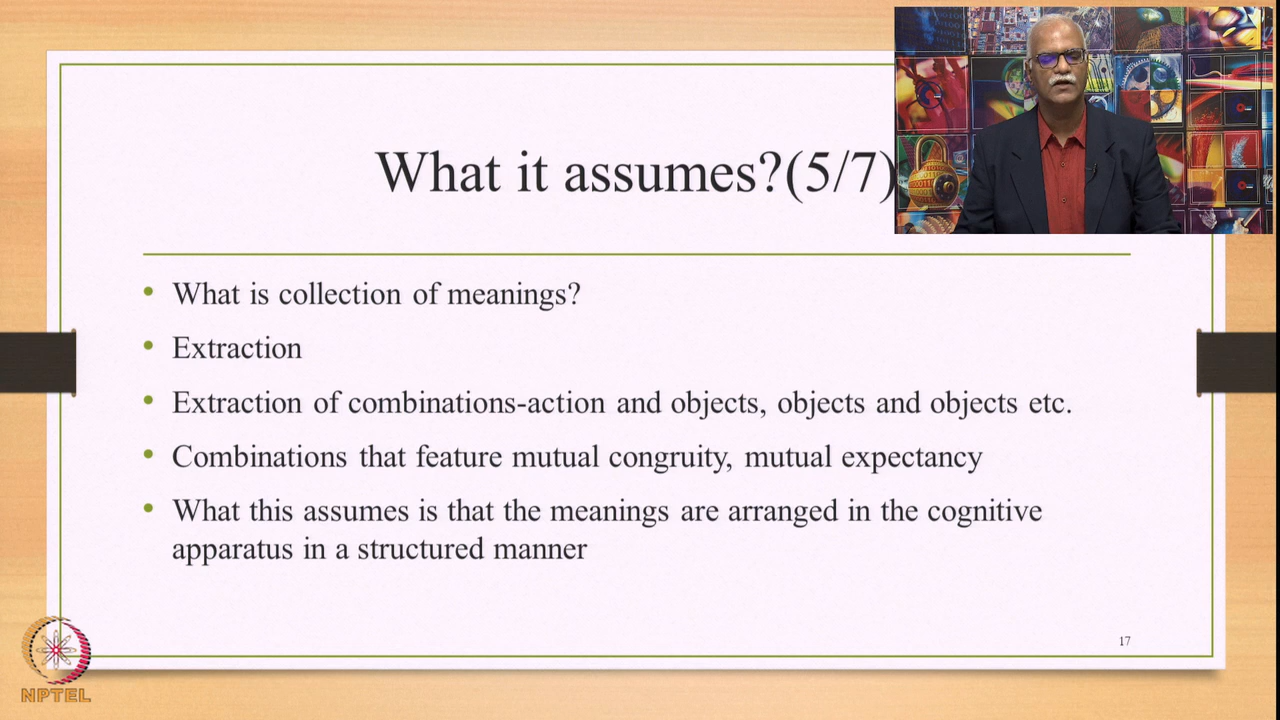 What it assumes?(5/7)
What is collection of meanings?
Extraction
Extraction of combinations-action and objects, objects and objects etc.
Combinations that feature mutual congruity, mutual expectancy
What this assumes is that the meanings are arranged in the cognitive
apparatus in a structured manner
17
NPTEL